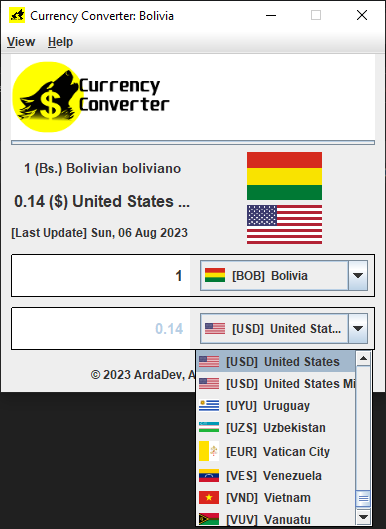 Currency Converter: Bolivia
View Help
$
Currency
Converter
1 (Bs.) Bolivian boliviano
0.14 ($) United States ...
[Last Update] Sun, 06 Aug 2023
1
[BOB] Bolivia
0.14
[USD] United Stat...
© 2023 ArdaDev, A
[USD] United States
[USD] United States Mi
[UYU] Uruguay
[UZS] Uzbekistan
[EUR] Vatican City
[VES] Venezuela
[VND] Vietnam
[VUV] Vanuatu